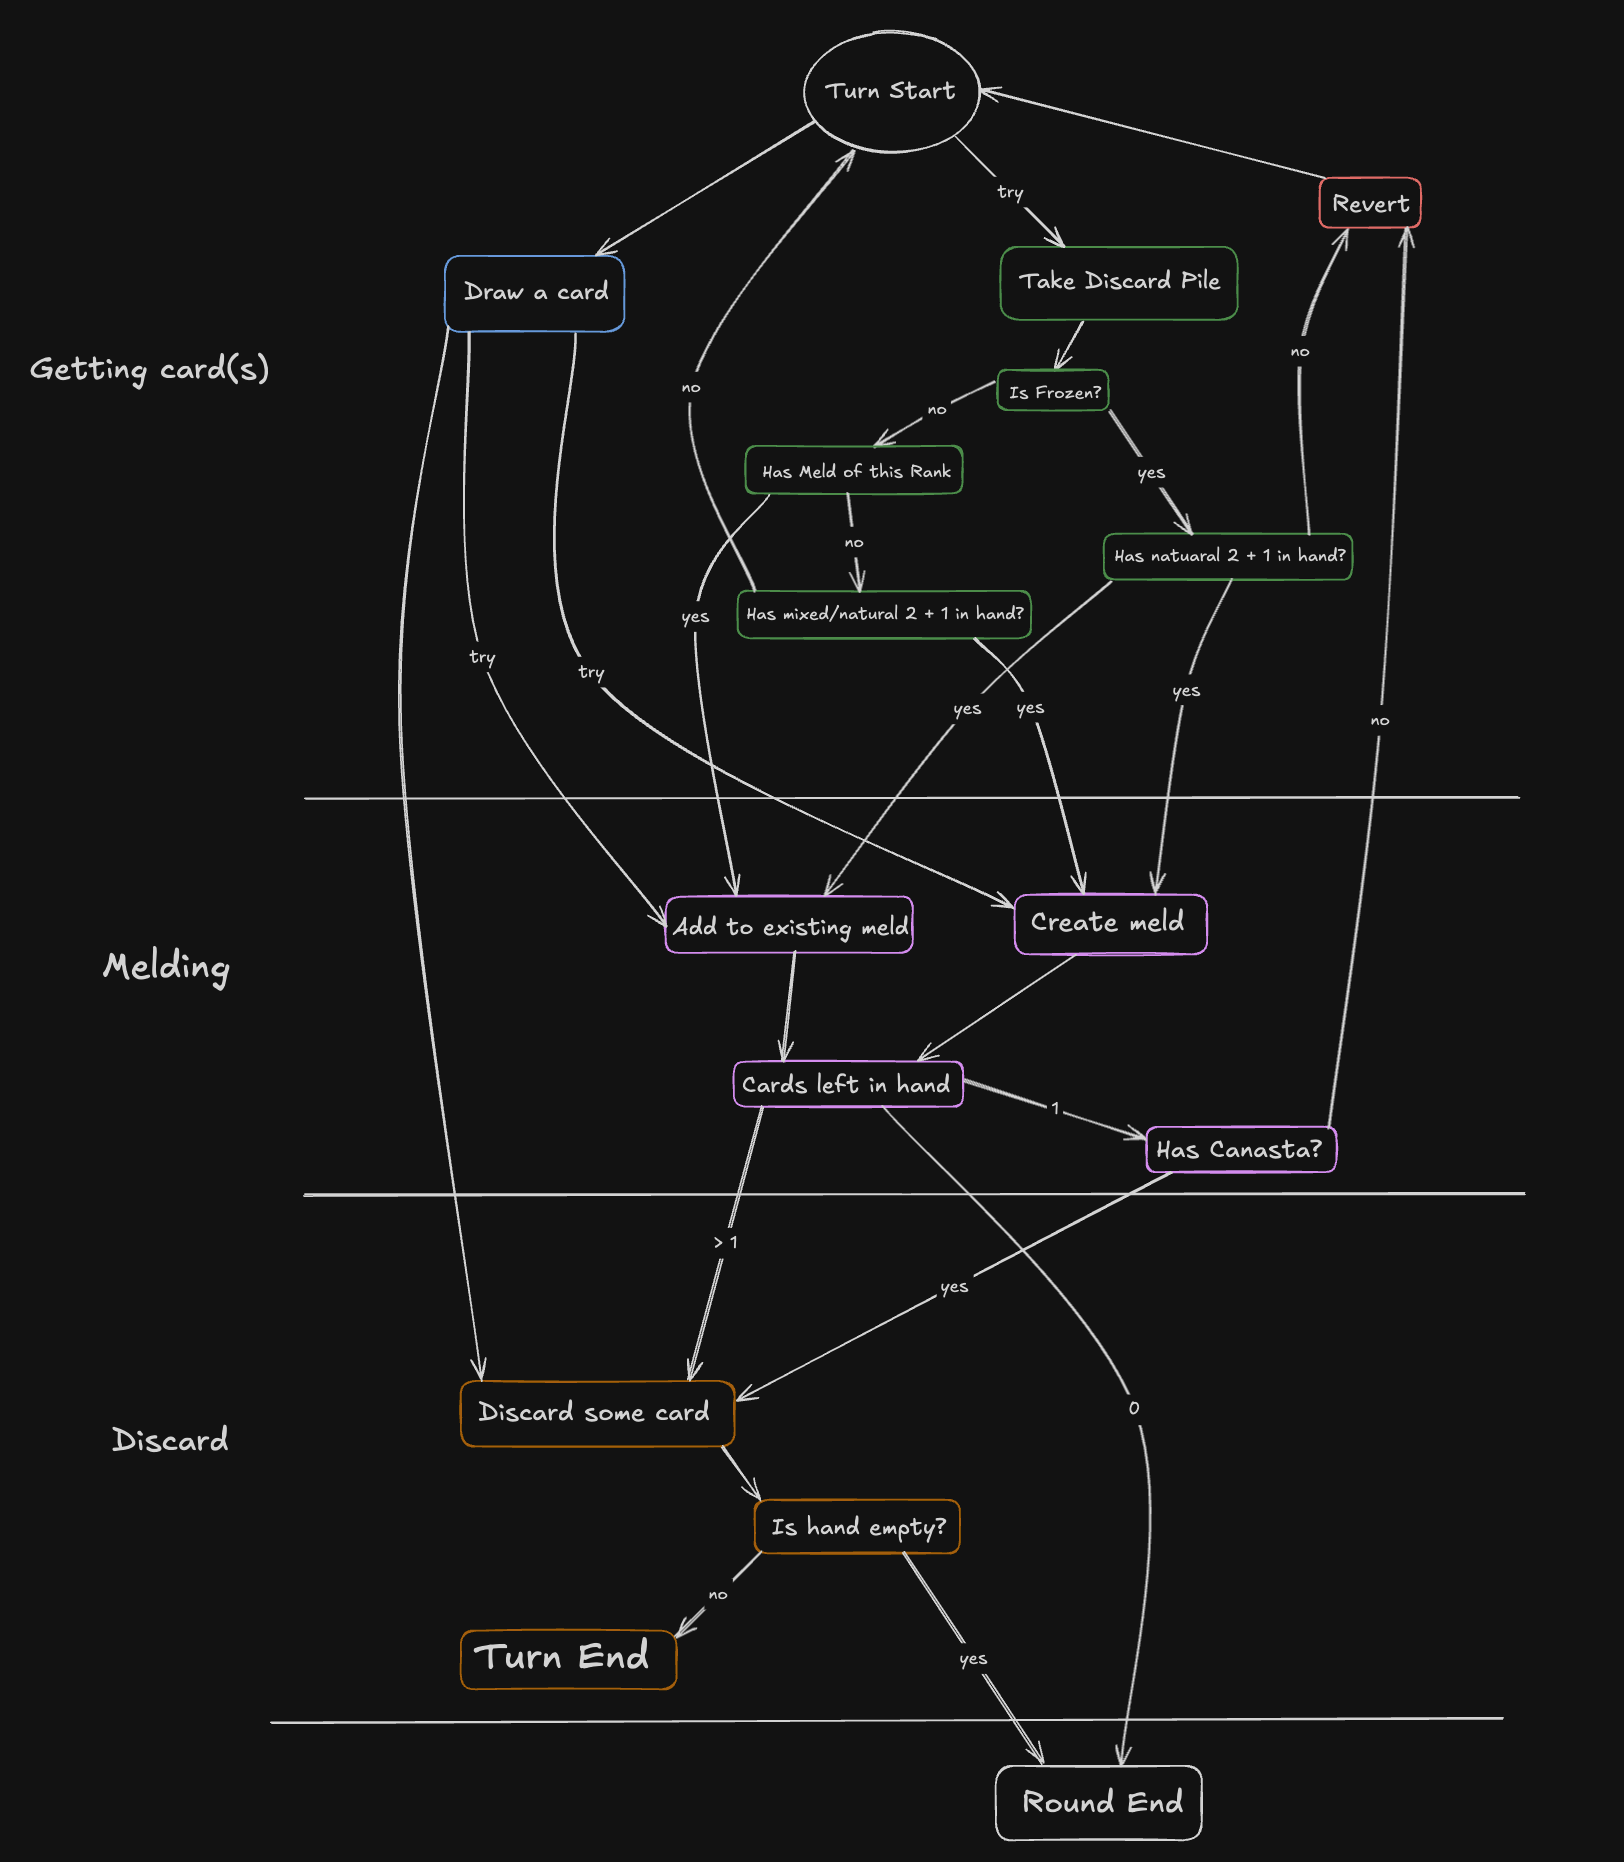 Turn Start
try
Revert
Take Discard Pile
Draw a card
no
Getting card(s)
no
Is Frozen?
no
Has Meld of this Rank
yes
no
Has natuaral 2 + 1 in hand?
yes
Has mixed/natural 2 + 1 in hand?
try
try
yes
yes
yes
no
Add to existing meld
Create meld
Melding
Cards left in hand
1
Has Canasta?
> 1
yes
0
Discard some card
Discard
Is hand empty?
no
Turn End
yes
Round End